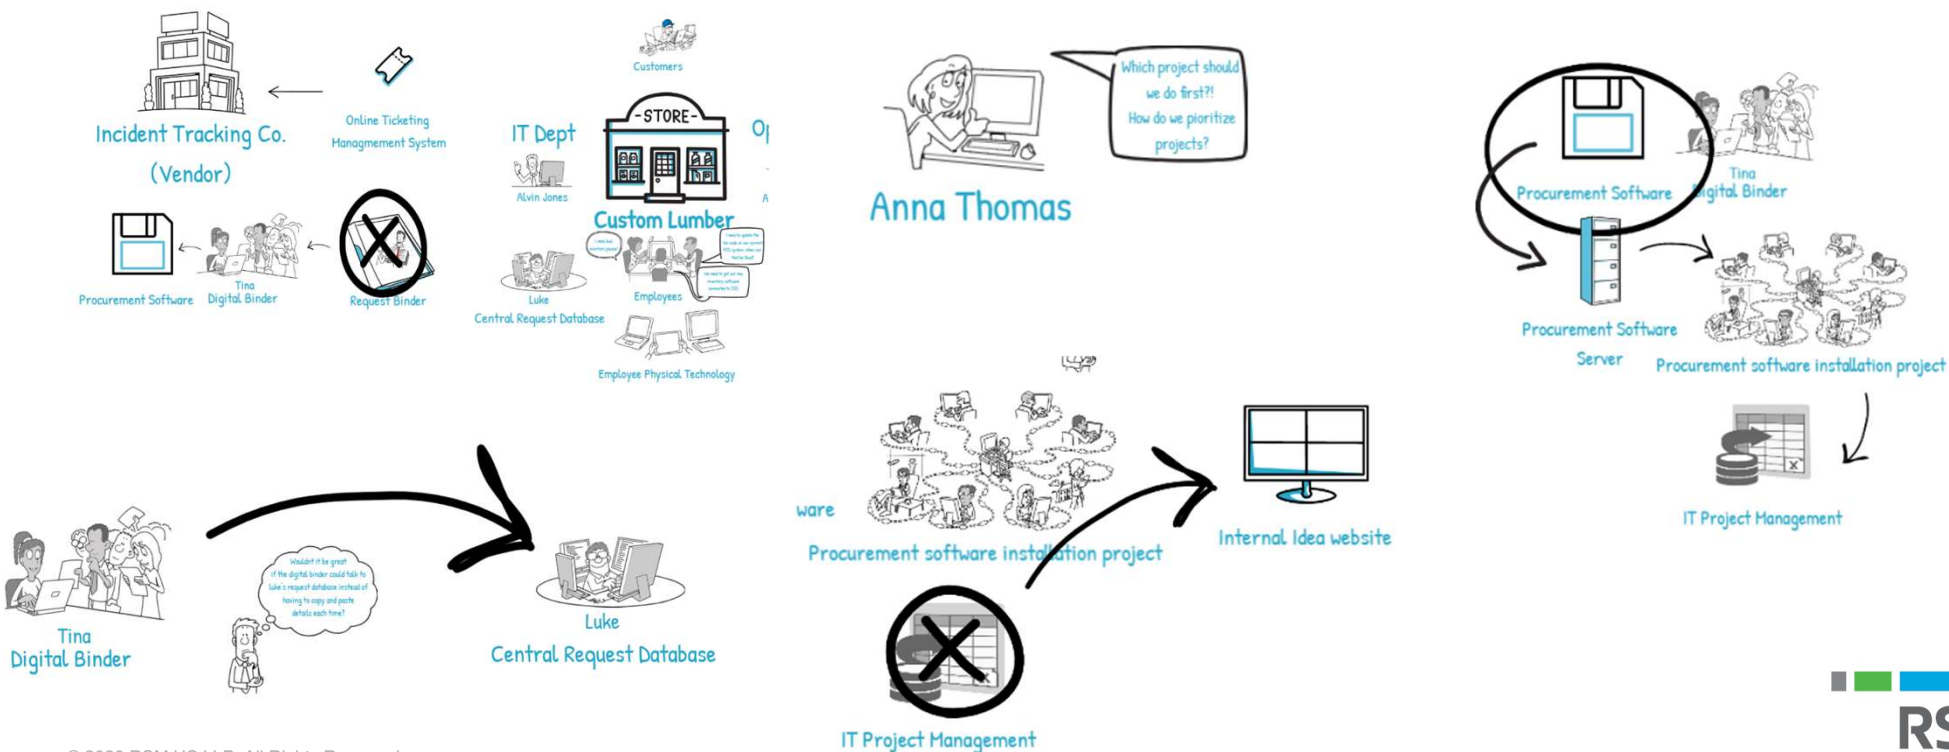 Customers
Online Ticketing
Managmement System
Incident Tracking Co.
(Vendor)
IT Dept
Alvin Jones
-STORE-
Custom Lumber
Procurement Software
Tina
Digital Binder
Request Binder
Luke
Central Request Database
Employees
Employee Physical Technology
Which project should
we do first?!
How do we pioritize
projects?
Anna Thomas
Procurement Software
Tina
Digital Binder
Procurement Software
Server
Procurement software installation project
IT Project Management
Wouldn't it be great
if the digital binder could talk to
luke's request database instead of
having to copy and paste
details each time?
Tina
Digital Binder
Luke
Central Request Database
ware
Procurement software installation project
Internal Idea website
IT Project Management
RS